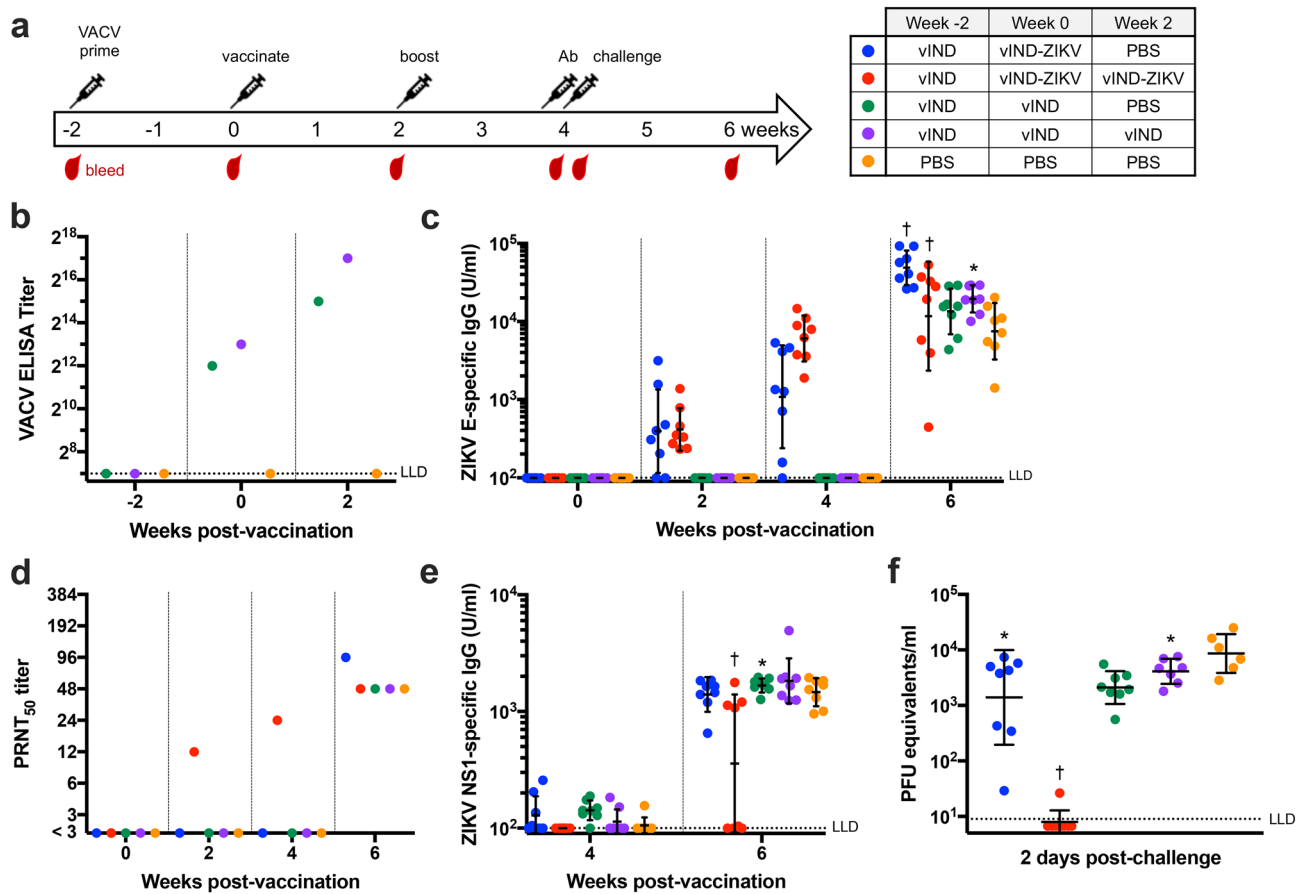 a
VACV
prime
vaccinate
boost
Ab
challenge
-2 -1 0 1 2 3 4 5 6 weeks
bleed
Week -2 Week 0 Week 2
vIND vIND-ZIKV PBS
vIND vIND-ZIKV vIND-ZIKV
vIND vIND PBS
vIND vIND vIND
PBS PBS PBS
b
VACV ELISA Titer
2^18
2^16
2^14
2^12
2^10
2^8
LLD
-2 0 2
Weeks post-vaccination
c
ZIKV E-specific IgG (U/ml)
10^5
10^4
10^3
10^2
† † *
LLD
0 2 4 6
Weeks post-vaccination
d
PRNT50 titer
384
192
96
48
24
12
6
3
< 3
0 2 4 6
Weeks post-vaccination
e
ZIKV NS1-specific IgG (U/ml)
10^4
10^3
10^2
† *
LLD
4 6
Weeks post-vaccination
f
PFU equivalents/ml
10^5
10^4
10^3
10^2
10^1
* † *
LLD
2 days post-challenge